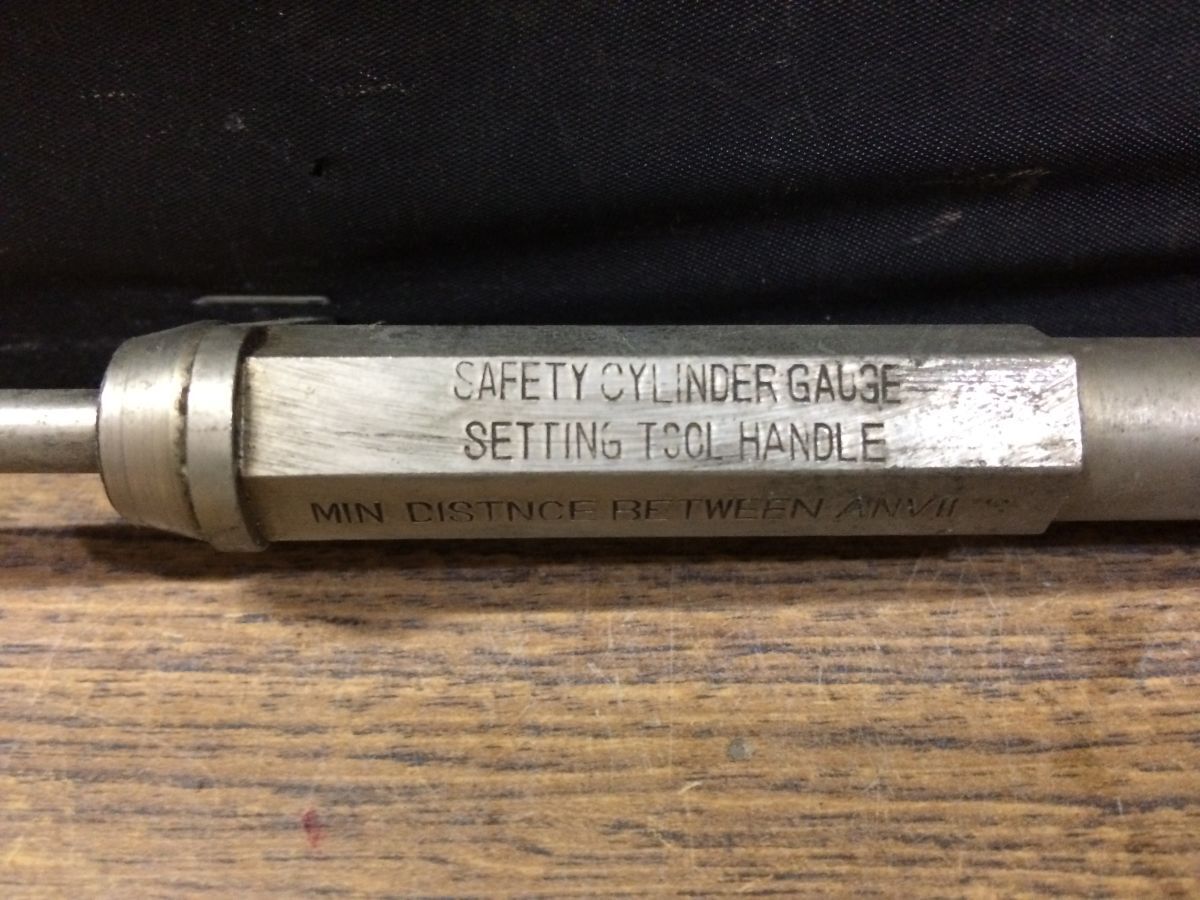 SAFETY CYLINDER GAUGE
SETTING TOOL HANDLE
MIN DISTNCE BETWEEN